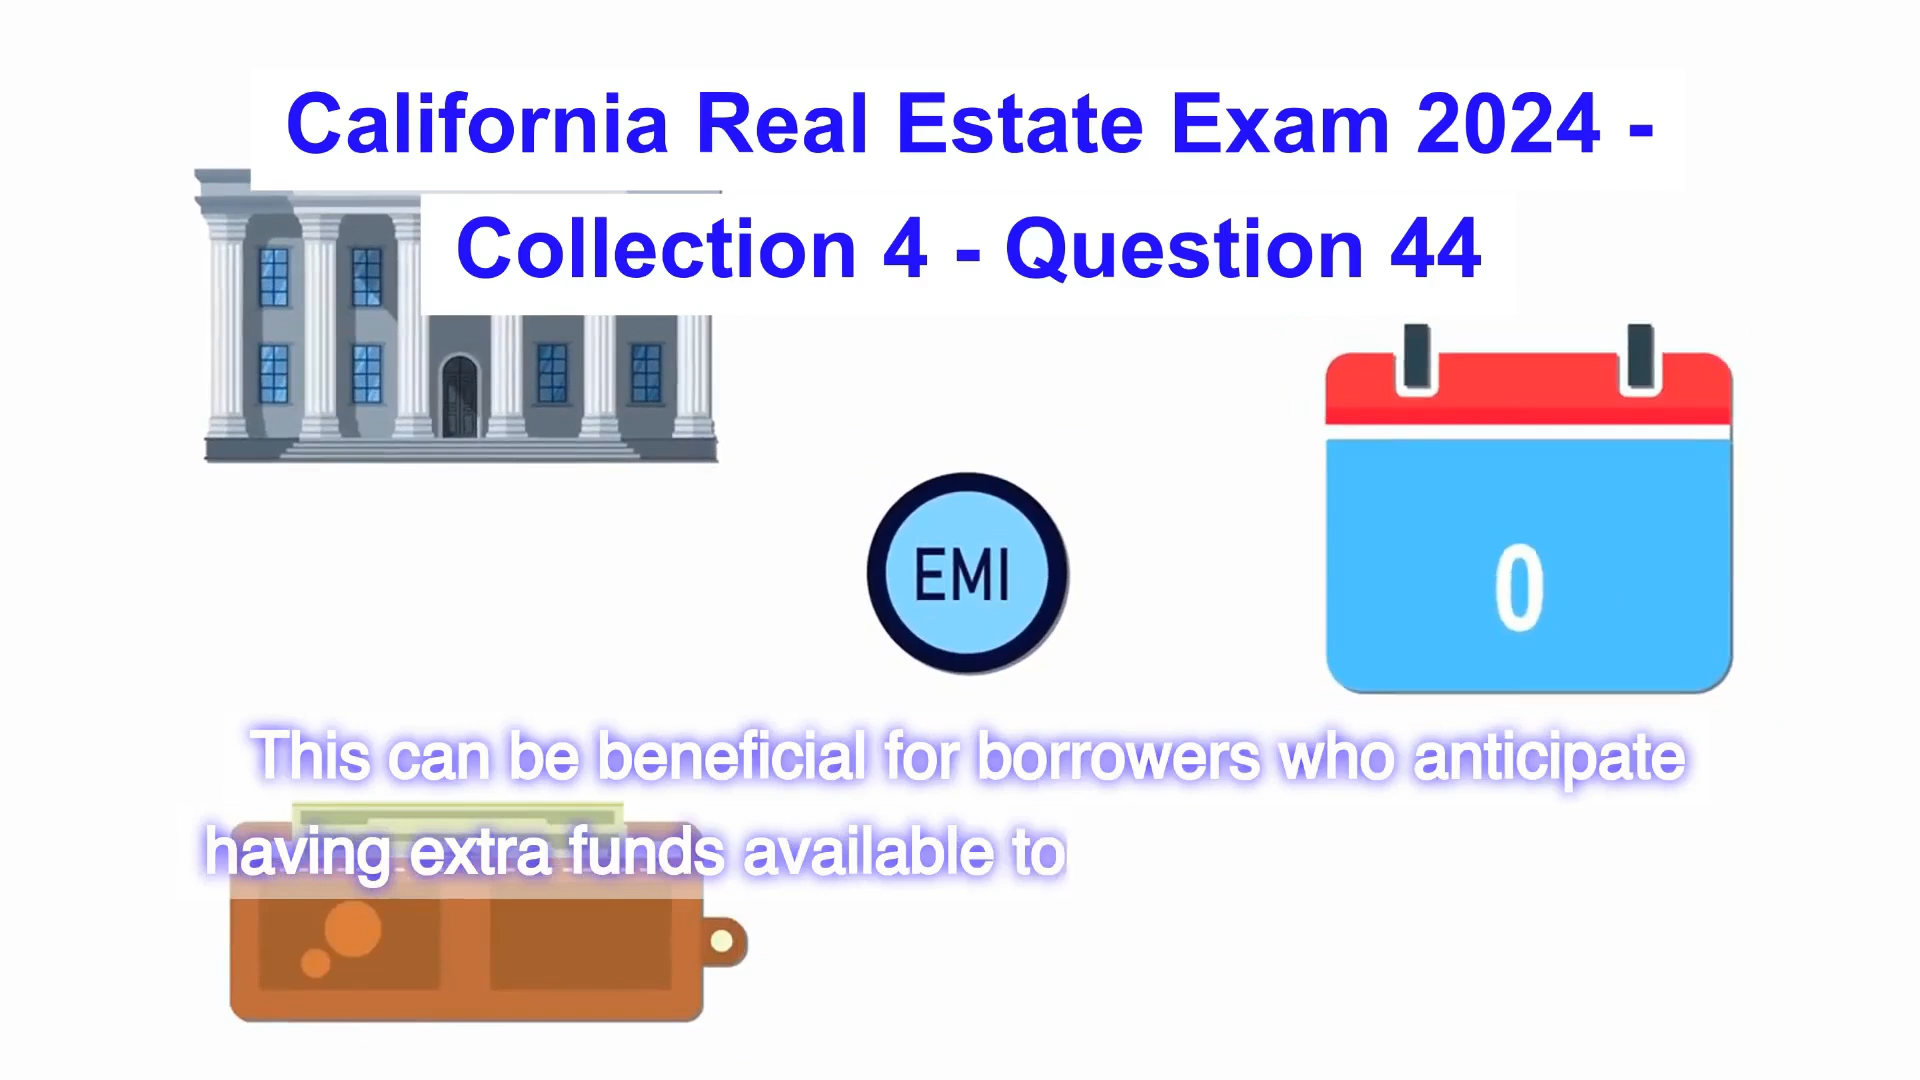 California Real Estate Exam 2024 -
Collection 4 - Question 44
EMI
0
This can be beneficial for borrowers who anticipate
having extra funds available to